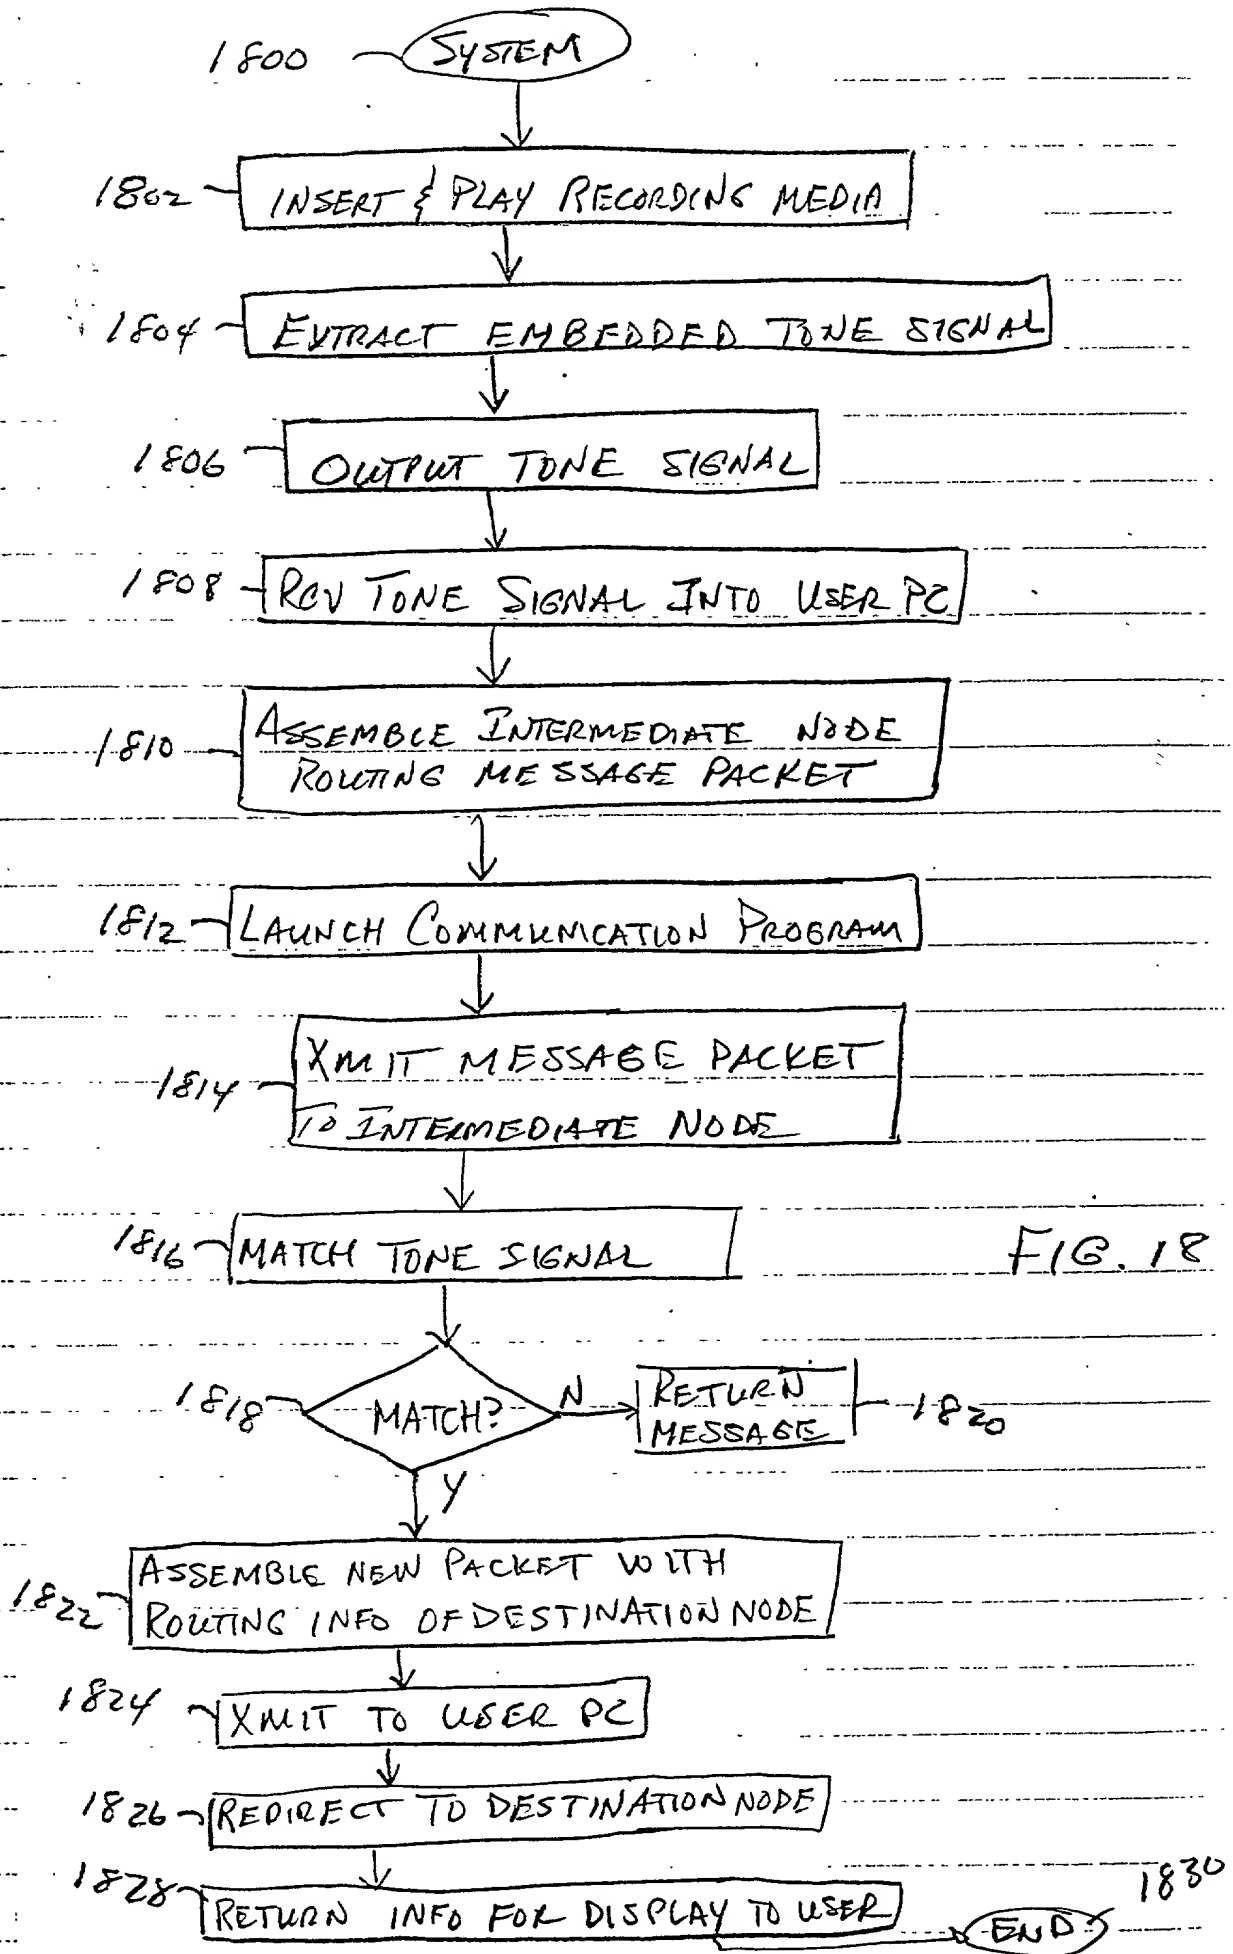 1800 SYSTEM
1802 INSERT & PLAY RECORDING MEDIA
1804 EXTRACT EMBEDDED TONE SIGNAL
1806 OUTPUT TONE SIGNAL
1808 RCV TONE SIGNAL INTO USER PC
1810 ASSEMBLE INTERMEDIATE NODE
ROUTING MESSAGE PACKET
1812 LAUNCH COMMUNICATION PROGRAM
1814 XMIT MESSAGE PACKET
TO INTERMEDIATE NODE
1816 MATCH TONE SIGNAL
FIG. 18
1818 MATCH? N RETURN
MESSAGE 1820
Y
1822 ASSEMBLE NEW PACKET WITH
ROUTING INFO OF DESTINATION NODE
1824 XMIT TO USER PC
1826 REDIRECT TO DESTINATION NODE
1828 RETURN INFO FOR DISPLAY TO USER
END 1830